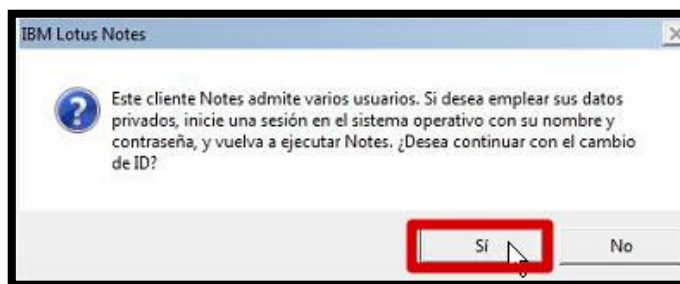 IBM Lotus Notes
Este cliente Notes admite varios usuarios. Si desea emplear sus datos
privados, inicie una sesión en el sistema operativo con su nombre y
contraseña, y vuelva a ejecutar Notes. ¿Desea continuar con el cambio
de ID?
Sí No